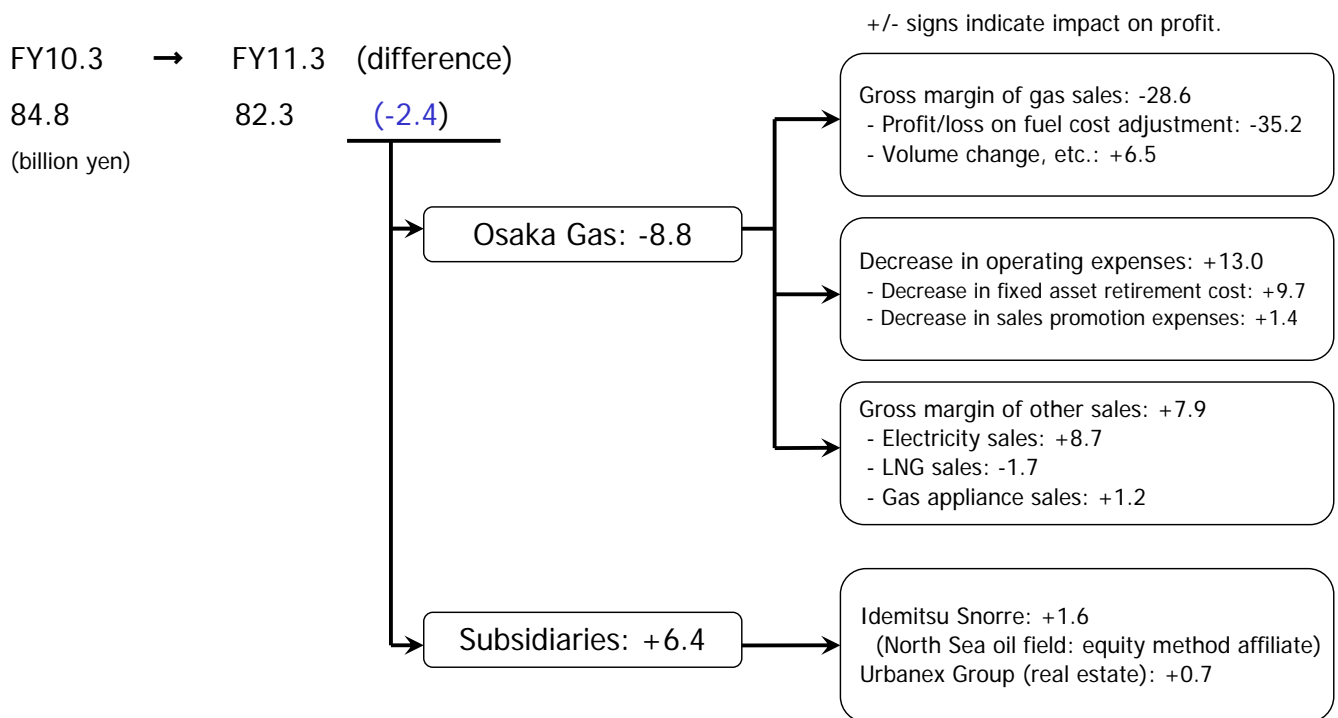 +/- signs indicate impact on profit.
FY10.3 → FY11.3 (difference)
84.8 82.3 (-2.4)
(billion yen)
Gross margin of gas sales: -28.6
- Profit/loss on fuel cost adjustment: -35.2
- Volume change, etc.: +6.5
Osaka Gas: -8.8
Decrease in operating expenses: +13.0
- Decrease in fixed asset retirement cost: +9.7
- Decrease in sales promotion expenses: +1.4
Gross margin of other sales: +7.9
- Electricity sales: +8.7
- LNG sales: -1.7
- Gas appliance sales: +1.2
Subsidiaries: +6.4
Idemitsu Snorre: +1.6
(North Sea oil field: equity method affiliate)
Urbanex Group (real estate): +0.7